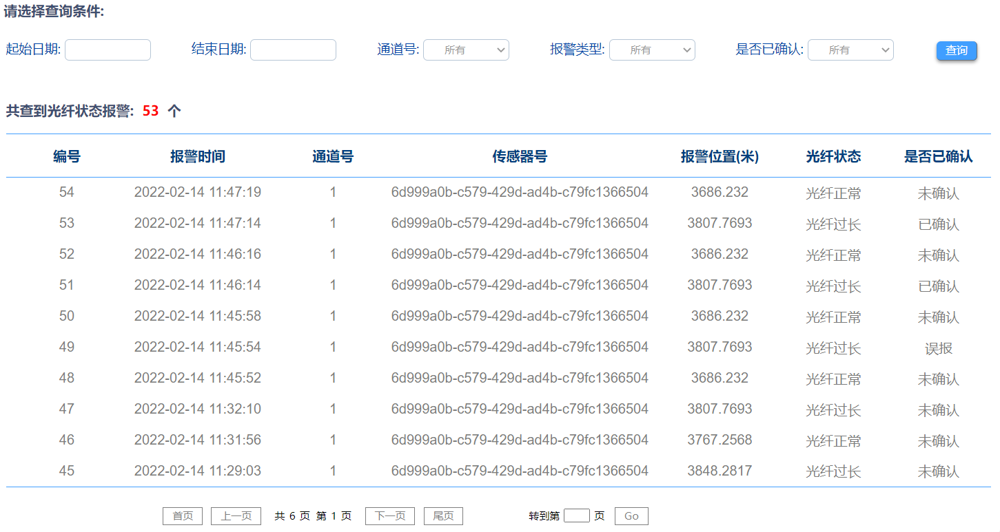 请选择查询条件:
起始日期: 结束日期: 通道号: 所有 报警类型: 所有 是否已确认: 所有 查询
共查到光纤状态报警: 53 个
编号 报警时间 通道号 传感器号 报警位置(米) 光纤状态 是否已确认
54 2022-02-14 11:47:19 1 6d999a0b-c579-429d-ad4b-c79fc1366504 3686.232 光纤正常 未确认
53 2022-02-14 11:47:14 1 6d999a0b-c579-429d-ad4b-c79fc1366504 3807.7693 光纤过长 已确认
52 2022-02-14 11:46:16 1 6d999a0b-c579-429d-ad4b-c79fc1366504 3686.232 光纤正常 未确认
51 2022-02-14 11:46:14 1 6d999a0b-c579-429d-ad4b-c79fc1366504 3807.7693 光纤过长 已确认
50 2022-02-14 11:45:58 1 6d999a0b-c579-429d-ad4b-c79fc1366504 3686.232 光纤正常 未确认
49 2022-02-14 11:45:54 1 6d999a0b-c579-429d-ad4b-c79fc1366504 3807.7693 光纤过长 误报
48 2022-02-14 11:45:52 1 6d999a0b-c579-429d-ad4b-c79fc1366504 3686.232 光纤正常 未确认
47 2022-02-14 11:32:10 1 6d999a0b-c579-429d-ad4b-c79fc1366504 3807.7693 光纤过长 未确认
46 2022-02-14 11:31:56 1 6d999a0b-c579-429d-ad4b-c79fc1366504 3767.2568 光纤正常 未确认
45 2022-02-14 11:29:03 1 6d999a0b-c579-429d-ad4b-c79fc1366504 3848.2817 光纤过长 未确认
首页 上一页 共 6 页 第 1 页 下一页 尾页 转到第 页 Go